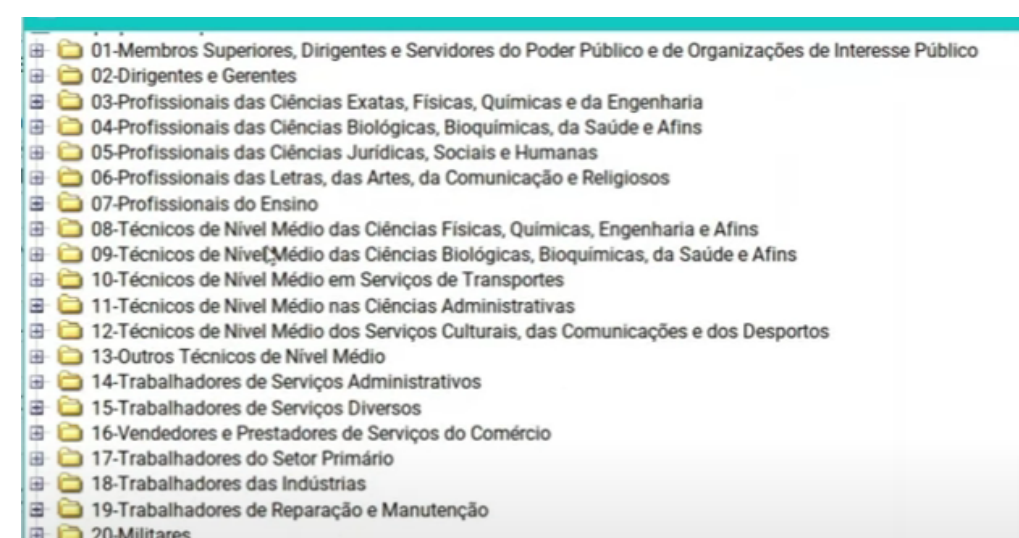 01-Membros Superiores, Dirigentes e Servidores do Poder Público e de Organizações de Interesse Público
02-Dirigentes e Gerentes
03-Profissionais das Ciências Exatas, Físicas, Químicas e da Engenharia
04-Profissionais das Ciências Biológicas, Bioquímicas, da Saúde e Afins
05-Profissionais das Ciências Jurídicas, Sociais e Humanas
06-Profissionais das Letras, das Artes, da Comunicação e Religiosos
07-Profissionais do Ensino
08-Técnicos de Nível Médio das Ciências Físicas, Químicas, Engenharia e Afins
09-Técnicos de Nível Médio das Ciências Biológicas, Bioquímicas, da Saúde e Afins
10-Técnicos de Nível Médio em Serviços de Transportes
11-Técnicos de Nível Médio nas Ciências Administrativas
12-Técnicos de Nível Médio dos Serviços Culturais, das Comunicações e dos Desportos
13-Outros Técnicos de Nível Médio
14-Trabalhadores de Serviços Administrativos
15-Trabalhadores de Serviços Diversos
16-Vendedores e Prestadores de Serviços do Comércio
17-Trabalhadores do Setor Primário
18-Trabalhadores das Indústrias
19-Trabalhadores de Reparação e Manutenção
20-Militares